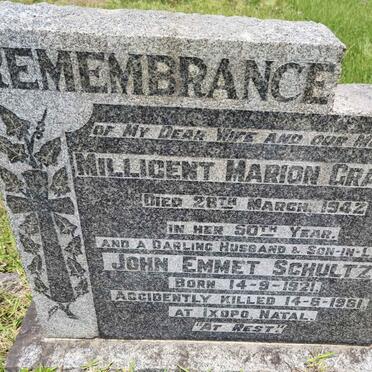 REMEMBRANCE
OF MY DEAR WIFE AND OUR
MILLICENT MARION
DIED 28TH MARCH, 1942
IN HER 50TH YEAR.
AND A DARLING HUSBAND & SON-IN-L
JOHN EMMET SCHULTZ
BORN 14-9-1921,
ACCIDENTLY KILLED 14-6-1961
AT IXOPO, NATAL.
"AT REST"